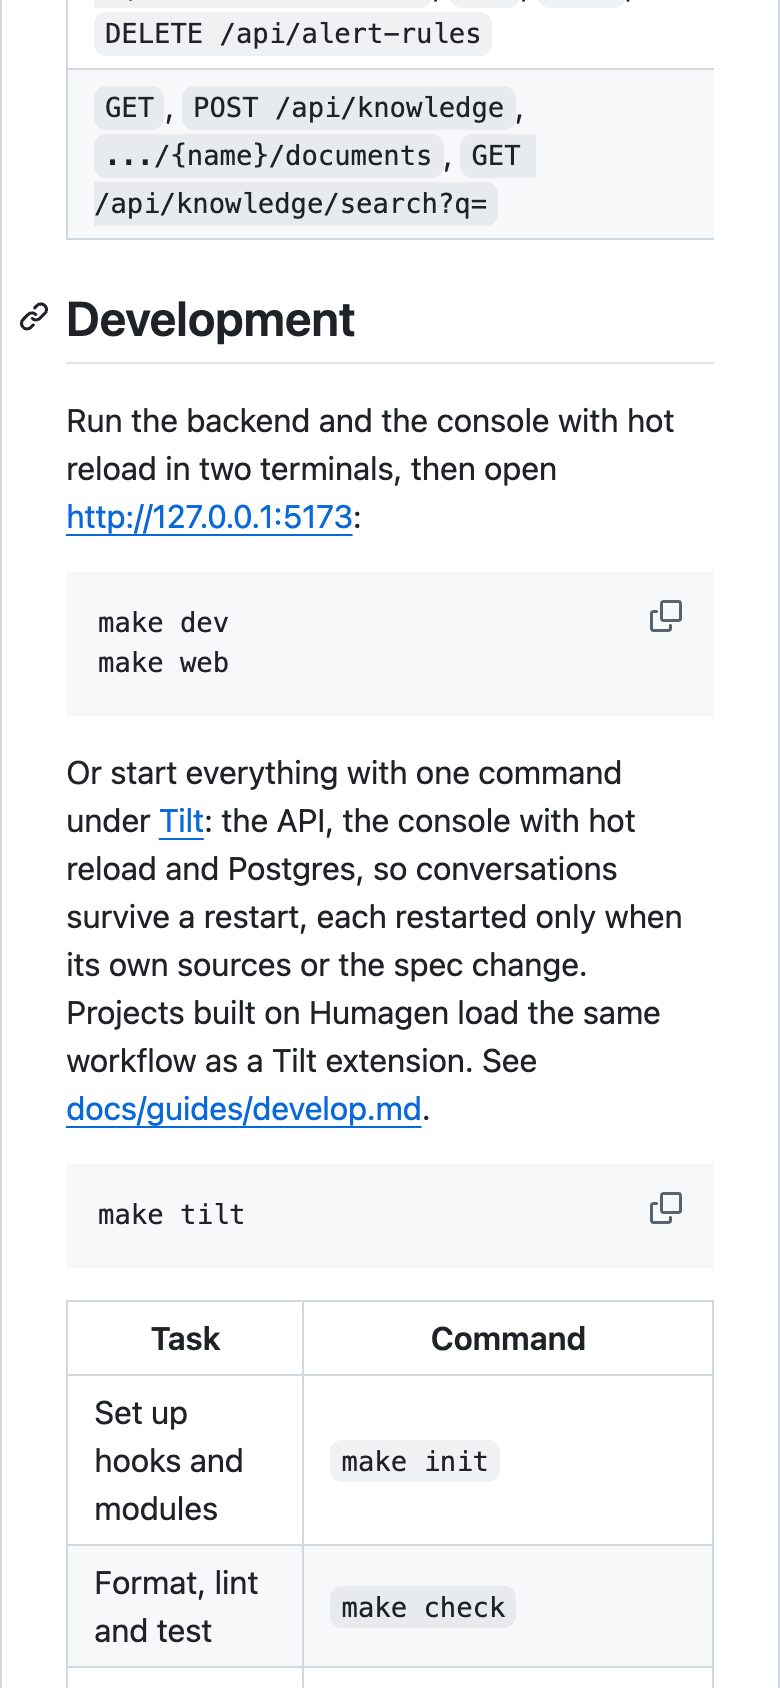 DELETE /api/alert-rules
GET, POST /api/knowledge,
.../{name}/documents, GET
/api/knowledge/search?q=
Development
Run the backend and the console with hot
reload in two terminals, then open
http://127.0.0.1:5173:
make dev
make web
Or start everything with one command
under Tilt: the API, the console with hot
reload and Postgres, so conversations
survive a restart, each restarted only when
its own sources or the spec change.
Projects built on Humagen load the same
workflow as a Tilt extension. See
docs/guides/develop.md.
make tilt
Task
Command
Set up
hooks and
modules
make init
Format, lint
and test
make check